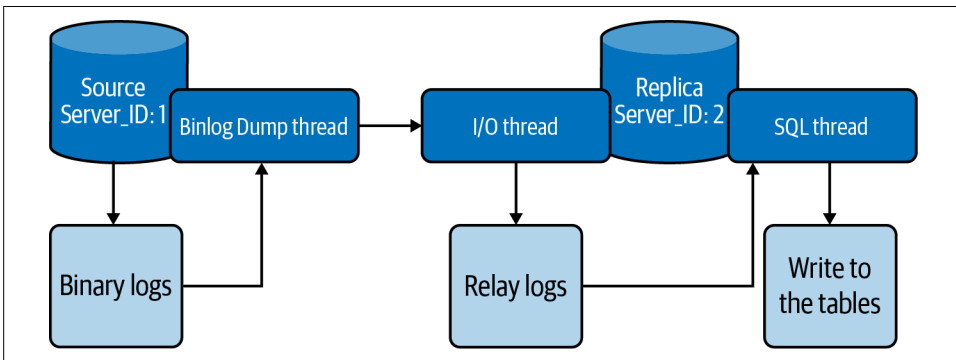 Source
Server_ID: 1
Binlog Dump thread
I/O thread
Replica
Server_ID: 2
SQL thread
Binary logs
Relay logs
Write to
the tables